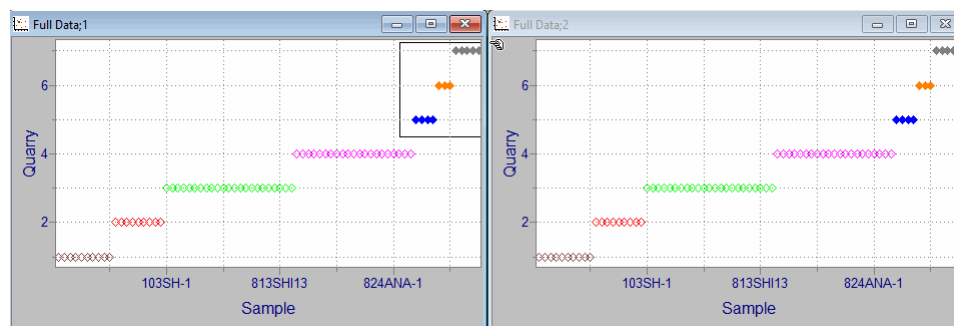 Full Data;1
Quarry
6
4
2
103SH-1 813SHI13 824ANA-1
Sample
Full Data;2
Quarry
6
4
2
103SH-1 813SHI13 824ANA-1
Sample